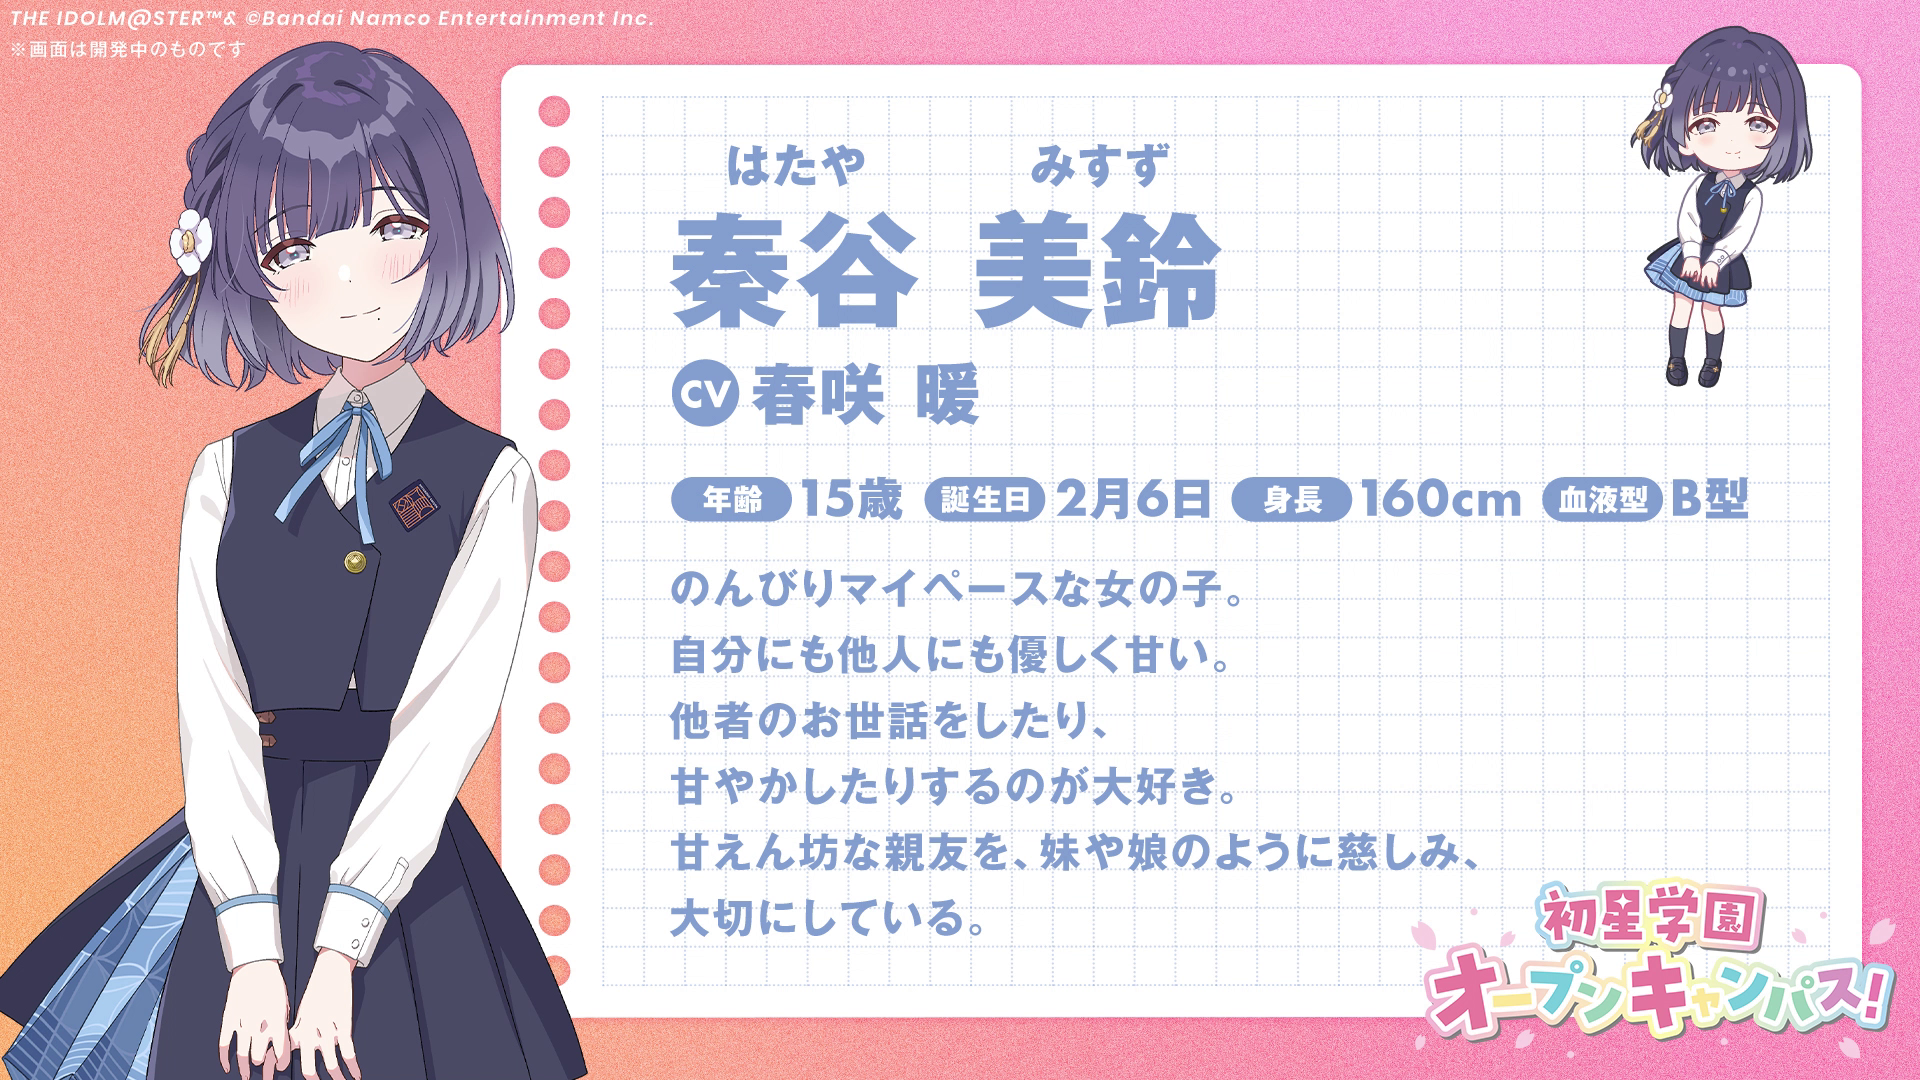 THE IDOLM@STER™& ©Bandai Namco Entertainment Inc.
※画面は開発中のものです
はたや みすず
秦谷 美鈴
CV 春咲 暖
年齢 15歳 誕生日 2月6日 身長 160cm 血液型 B型
のんびりマイペースな女の子。
自分にも他人にも優しく甘い。
他者のお世話をしたり、
甘やかしたりするのが大好き。
甘えん坊な親友を、妹や娘のように慈しみ、
大切にしている。
初星学園
オープンキャンパス!